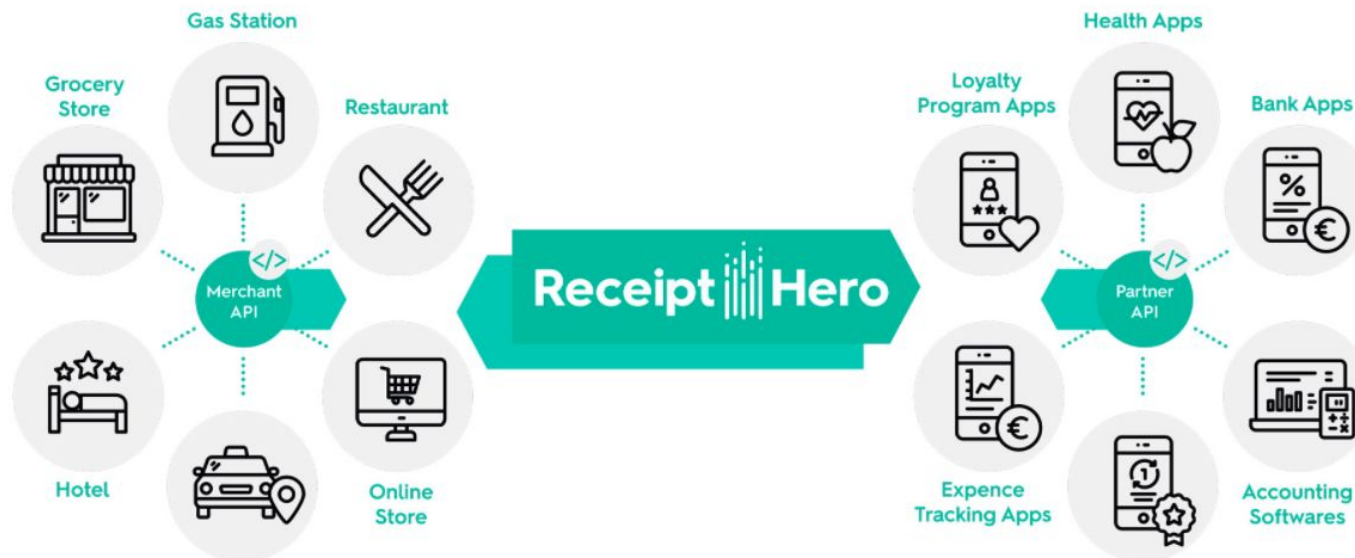 Gas Station
Grocery
Store
Restaurant
</>
Merchant
API
Hotel
Online
Store
Receipt Hero
Health Apps
Loyalty
Program Apps
Bank Apps
%
€
</>
Partner
API
€
1
Expence
Tracking Apps
Accounting
Softwares